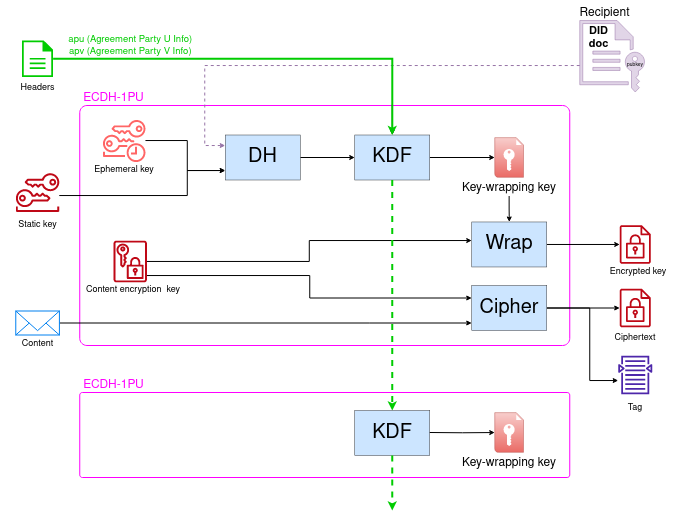 Recipient
DID
doc
pubkey
apu (Agreement Party U Info)
apv (Agreement Party V Info)
Headers
ECDH-1PU
Ephemeral key
DH
KDF
Key-wrapping key
Static key
Wrap
Encrypted key
Content encryption key
Cipher
Content
Ciphertext
Tag
ECDH-1PU
KDF
Key-wrapping key